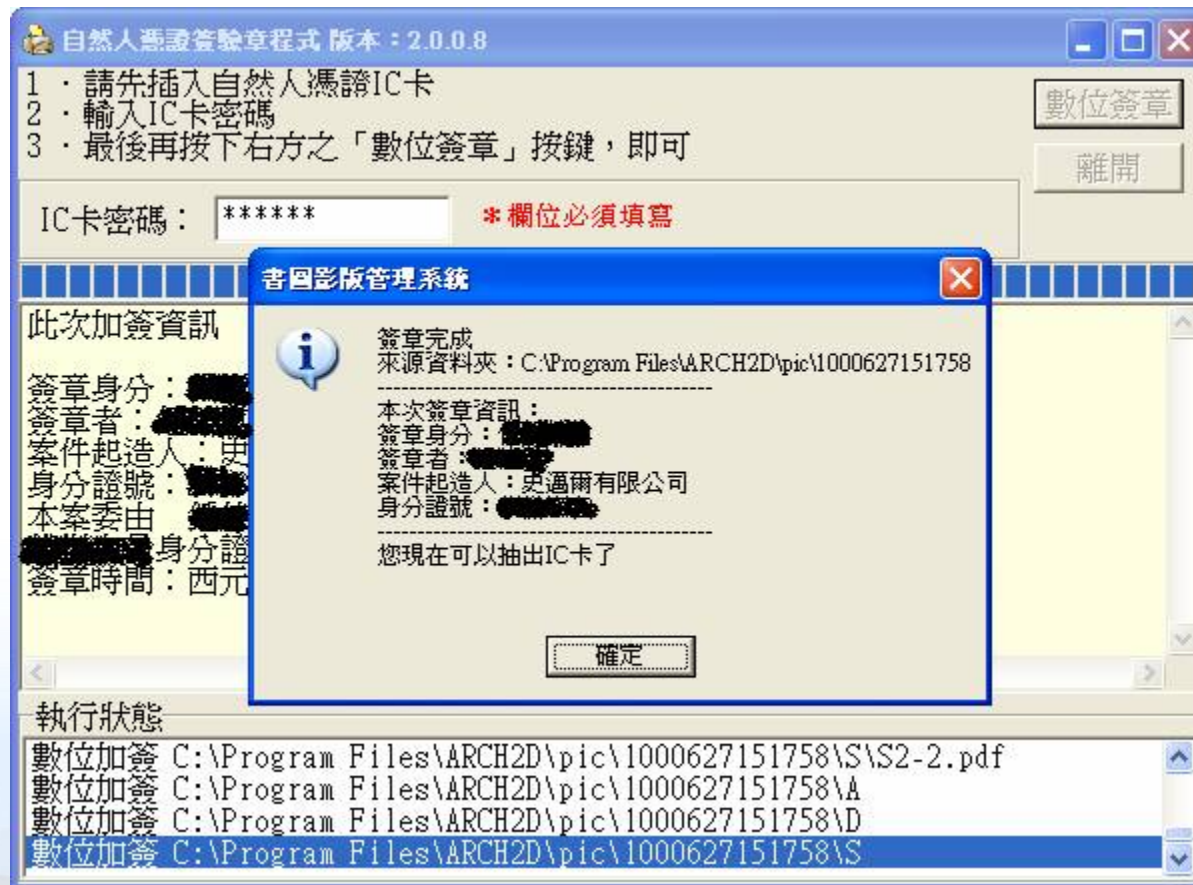 自然人憑證簽驗章程式 版本：2.0.0.8
1．請先插入自然人憑證IC卡
2．輸入IC卡密碼
3．最後再按下右方之「數位簽章」按鍵，即可
數位簽章
離開
IC卡密碼： ******
*欄位必須填寫
此次加簽資訊
簽章身分：
簽章者：
案件起造人：史
身分證號：
本案委由
身分證
簽章時間：西元
書圖影版管理系統
簽章完成
來源資料夾：C:\Program Files\ARCH2D\pic\1000627151758
----------------------------------------
本次簽章資訊：
簽章身分：
簽章者：
案件起造人：史邁爾有限公司
身分證號：
----------------------------------------
您現在可以抽出IC卡了
確定
執行狀態
數位加簽 C:\Program Files\ARCH2D\pic\1000627151758\S\S2-2.pdf
數位加簽 C:\Program Files\ARCH2D\pic\1000627151758\A
數位加簽 C:\Program Files\ARCH2D\pic\1000627151758\D
數位加簽 C:\Program Files\ARCH2D\pic\1000627151758\S